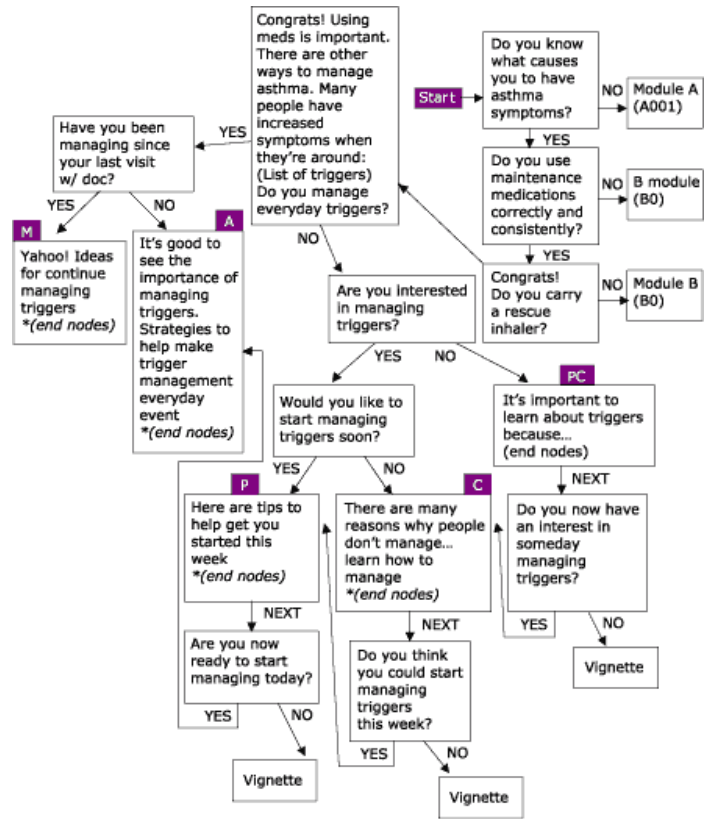 Start
Do you know
what causes
you to have
asthma
symptoms?
NO
Module A
(A001)
YES
Do you use
maintenance
medications
correctly and
consistently?
NO
B module
(B0)
YES
Congrats!
Do you carry
a rescue
inhaler?
NO
Module B
(B0)
Congrats! Using
meds is important.
There are other
ways to manage
asthma. Many
people have
increased
symptoms when
they're around:
(List of triggers)
Do you manage
everyday triggers?
YES
Have you been
managing since
your last visit
w/ doc?
YES
NO
M
Yahoo! Ideas
for continue
managing
triggers
*(end nodes)
A
It's good to
see the
importance of
managing
triggers.
Strategies to
help make
trigger
management
everyday
event
*(end nodes)
NO
Are you interested
in managing
triggers?
YES
NO
Would you like to
start managing
triggers soon?
YES
NO
PC
It's important to
learn about triggers
because...
(end nodes)
NEXT
Do you now have
an interest in
someday
managing
triggers?
YES
NO
Vignette
P
Here are tips to
help get you
started this
week
*(end nodes)
NEXT
Are you now
ready to start
managing today?
YES
NO
Vignette
C
There are many
reasons why people
don't manage...
learn how to
manage
*(end nodes)
NEXT
Do you think
you could start
managing
triggers
this week?
YES
NO
Vignette